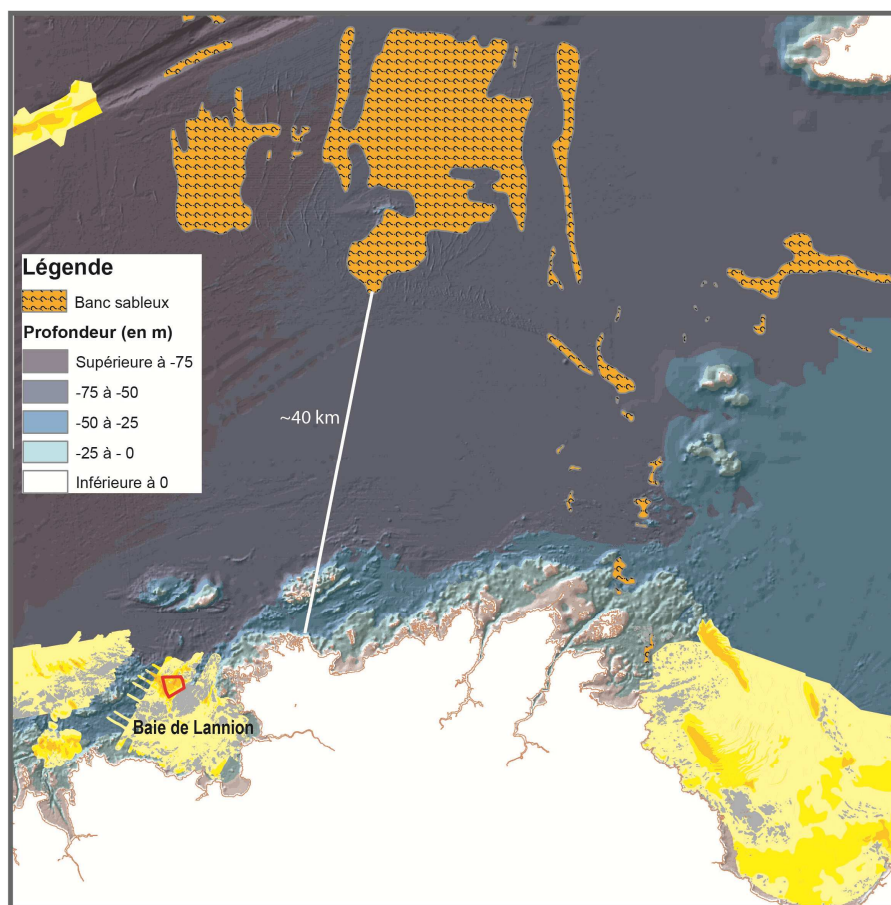 Légende
Banc sableux
Profondeur (en m)
Supérieure à -75
-75 à -50
-50 à -25
-25 à - 0
Inférieure à 0
~40 km
Baie de Lannion